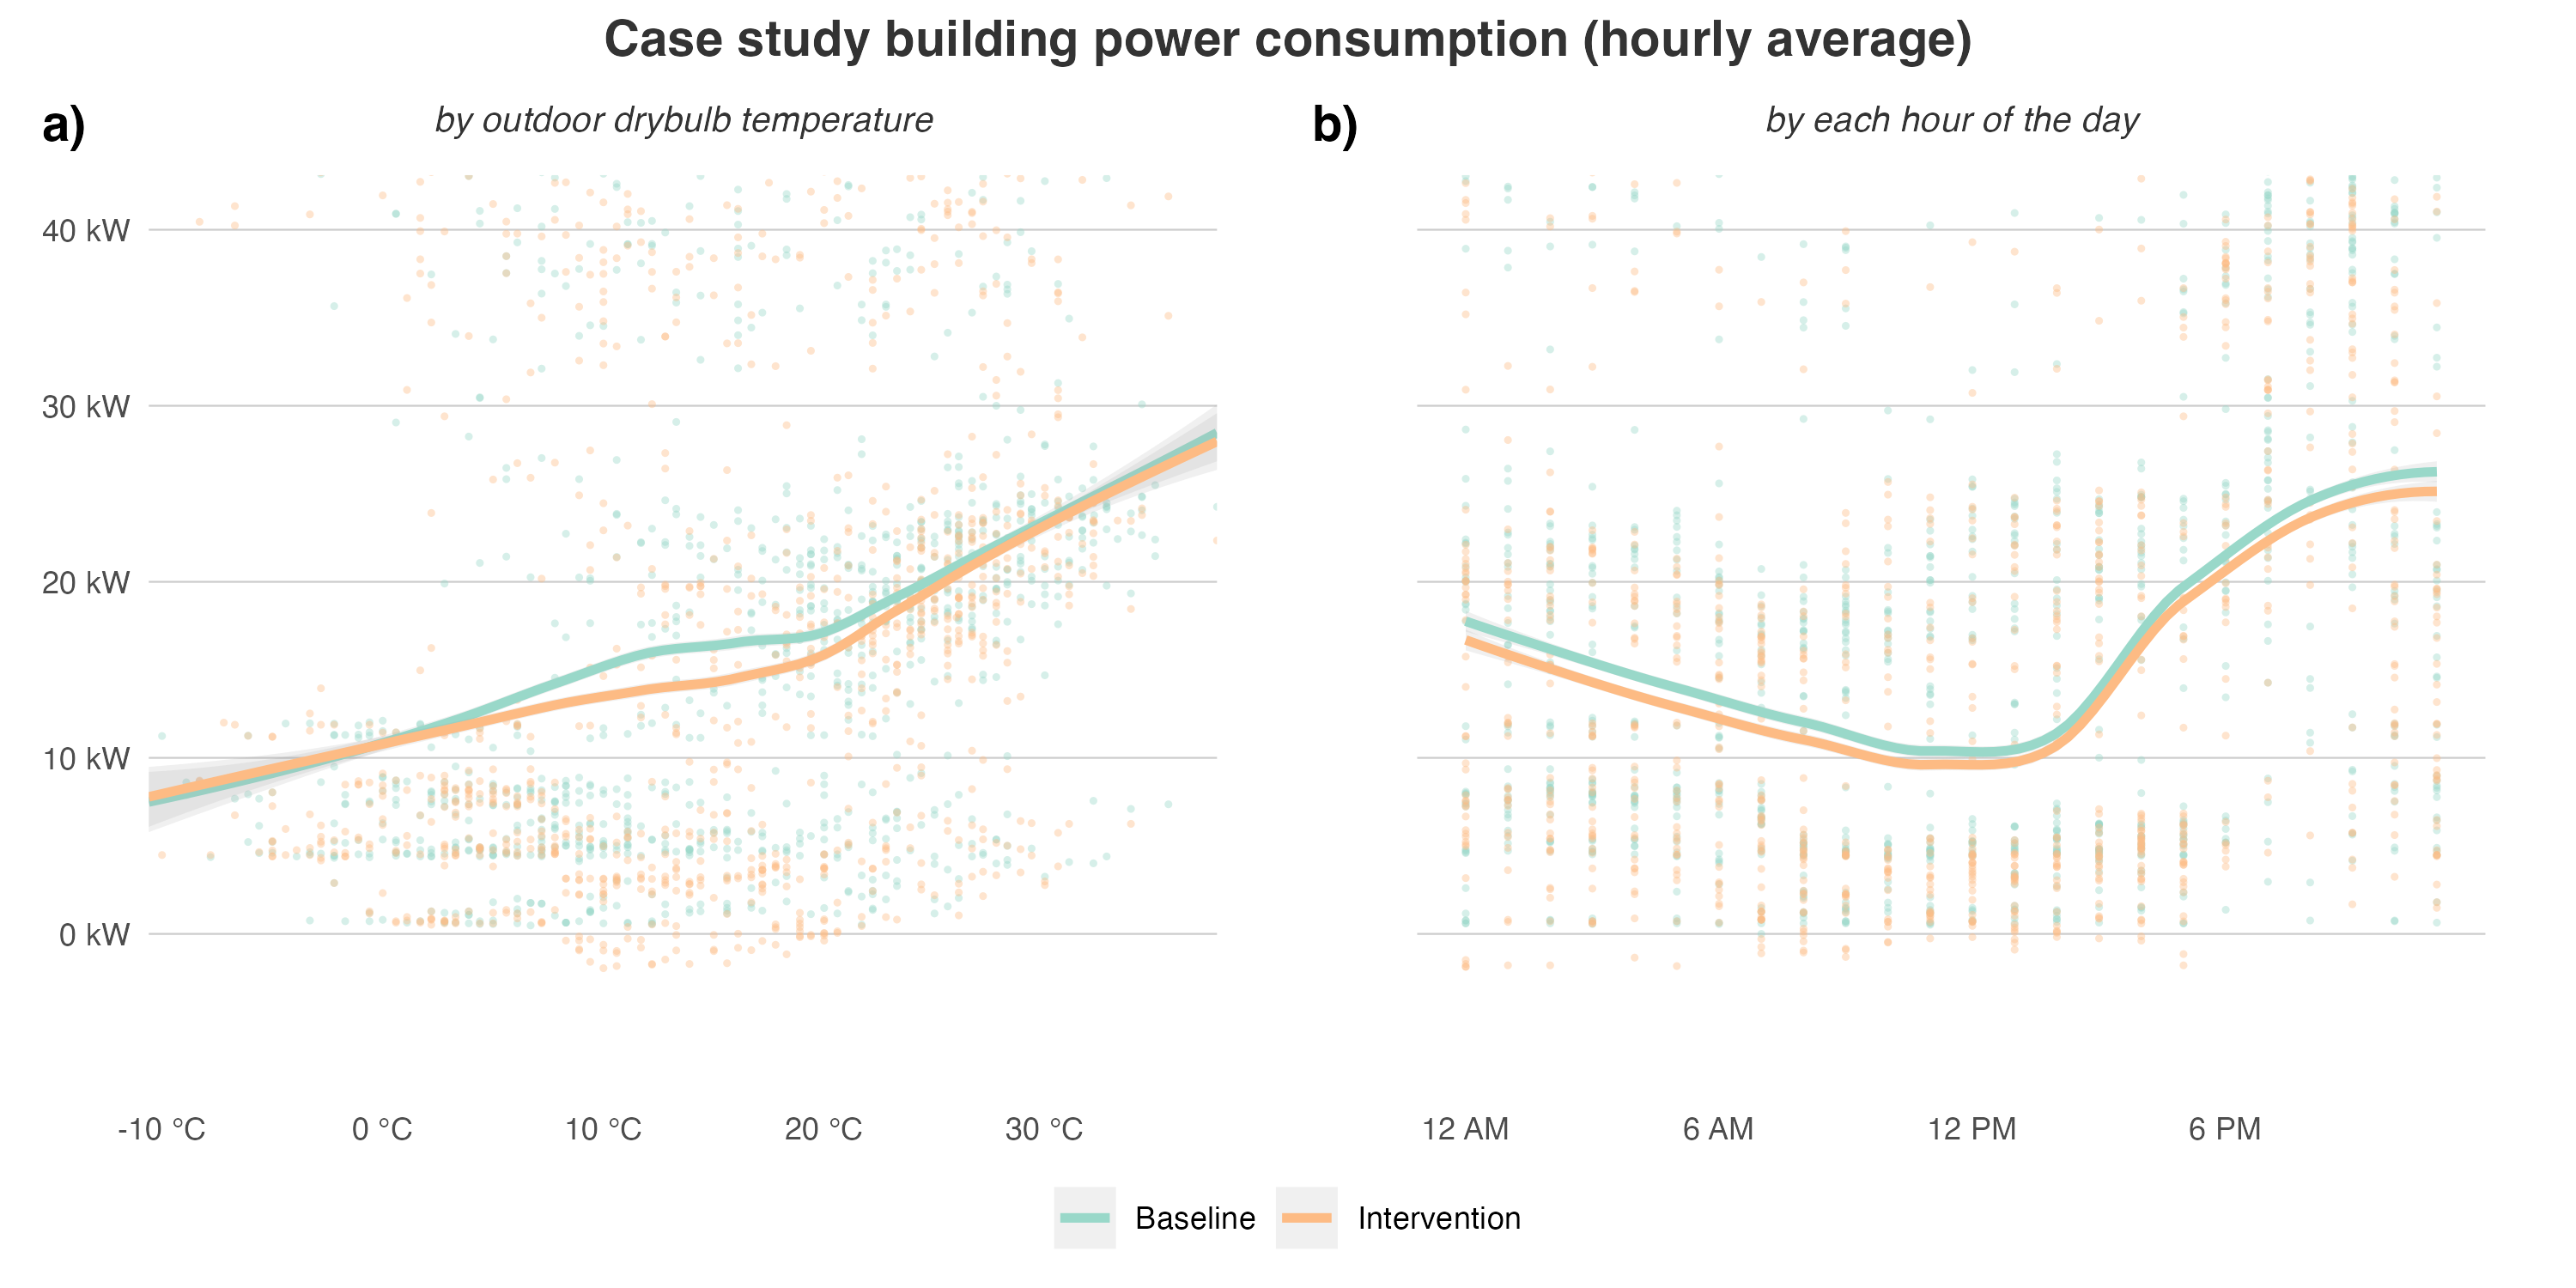 Case study building power consumption (hourly average)
a)
by outdoor drybulb temperature
40 kW
30 kW
20 kW
10 kW
0 kW
-10 °C
0 °C
10 °C
20 °C
30 °C
b)
by each hour of the day
12 AM
6 AM
12 PM
6 PM
Baseline
Intervention